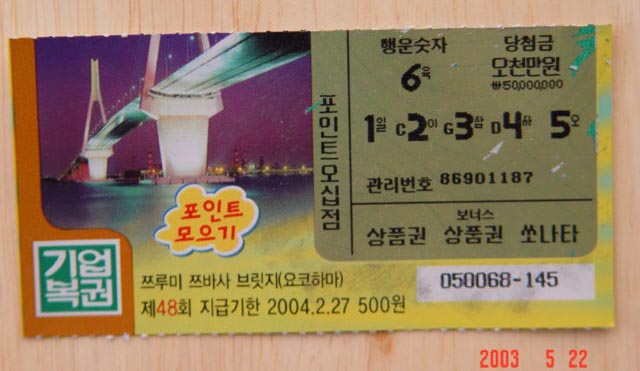 행운숫자 당첨금
6육 오천만원
₩50,000,000
1일 C2이 G3삼 D4사 5오
관리번호 86901187
보너스
상품권 상품권 쏘나타
포인트오십점
포인트
모으기
기업
복권
쯔루미 쯔바사 브릿지(요코하마)
제48회 지급기한 2004.2.27 500원
050068-145
2003 5 22